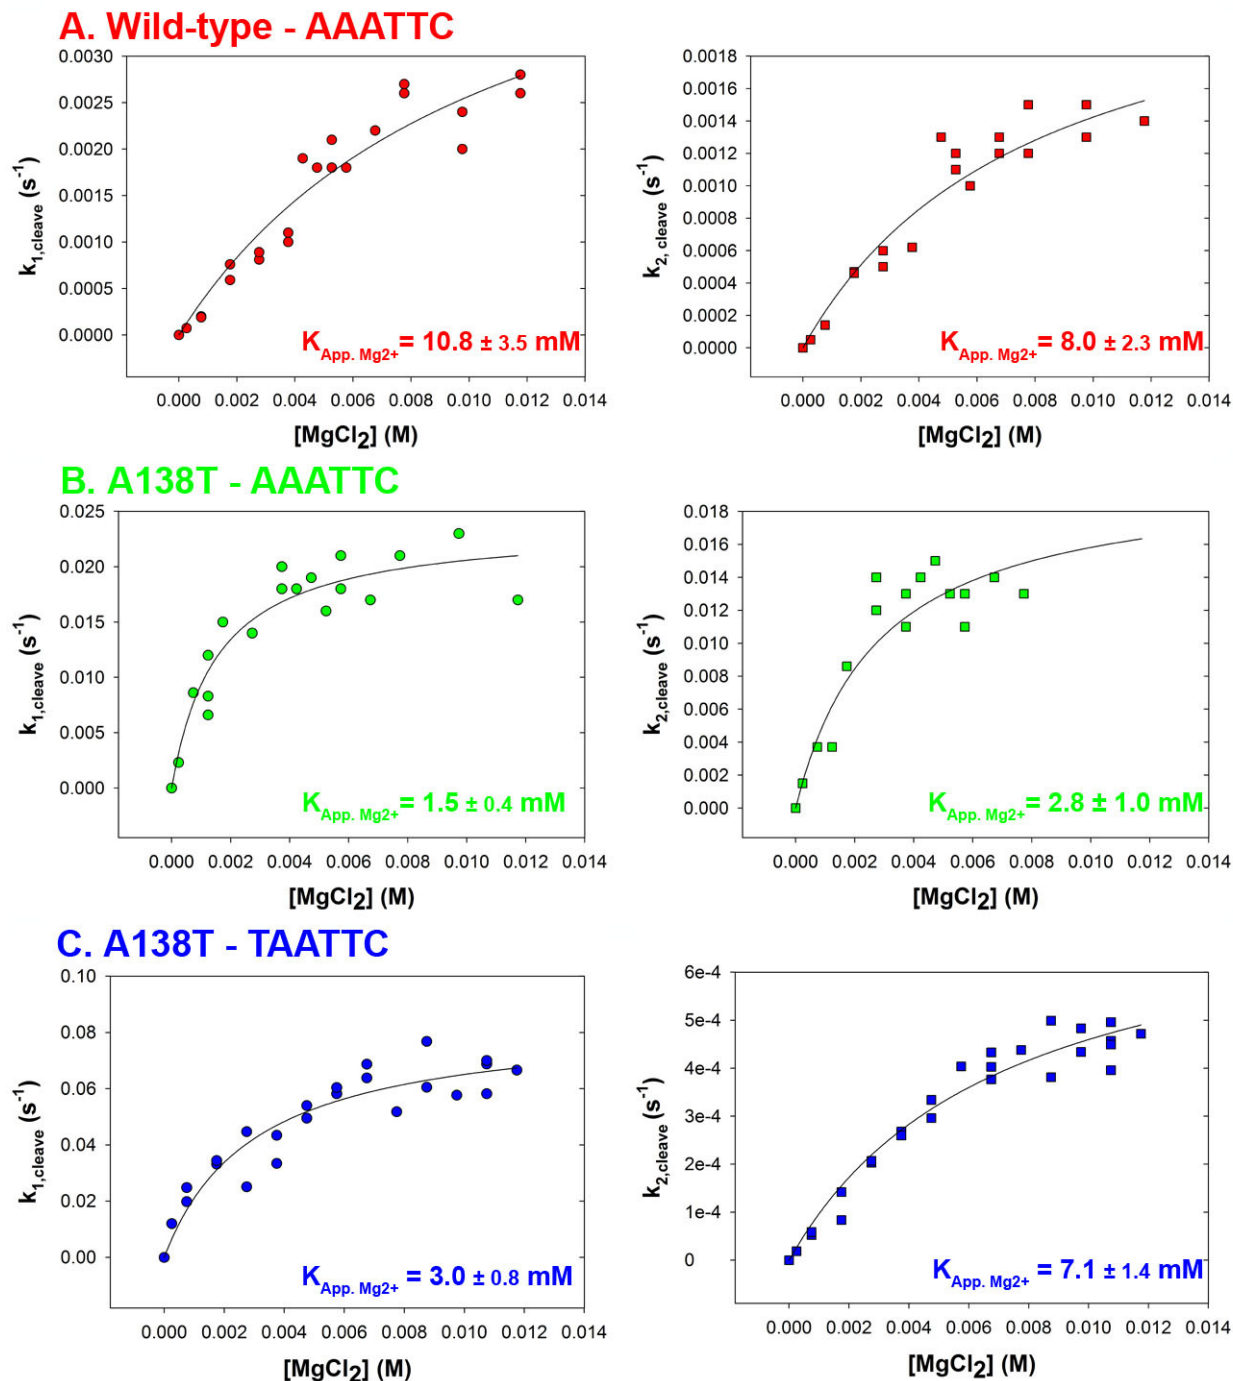 A. Wild-type - AAATTC
0.0030
0.0025
0.0020
0.0015
0.0010
0.0005
0.0000
k1,cleave (s-1)
KApp. Mg2+ = 10.8 ± 3.5 mM
0.000 0.002 0.004 0.006 0.008 0.010 0.012 0.014
[MgCl2] (M)
0.0018
0.0016
0.0014
0.0012
0.0010
0.0008
0.0006
0.0004
0.0002
0.0000
k2, cleave (s-1)
KApp. Mg2+ = 8.0 ± 2.3 mM
0.000 0.002 0.004 0.006 0.008 0.010 0.012 0.014
[MgCl2] (M)
B. A138T - AAATTC
0.025
0.020
0.015
0.010
0.005
0.000
k1,cleave (s-1)
KApp. Mg2+ = 1.5 ± 0.4 mM
0.000 0.002 0.004 0.006 0.008 0.010 0.012 0.014
[MgCl2] (M)
0.018
0.016
0.014
0.012
0.010
0.008
0.006
0.004
0.002
0.000
k2,cleave (s-1)
KApp. Mg2+ = 2.8 ± 1.0 mM
0.000 0.002 0.004 0.006 0.008 0.010 0.012 0.014
[MgCl2] (M)
C. A138T - TAATTC
0.10
0.08
0.06
0.04
0.02
0.00
k1,cleave (s-1)
KApp. Mg2+ = 3.0 ± 0.8 mM
0.000 0.002 0.004 0.006 0.008 0.010 0.012 0.014
[MgCl2] (M)
6e-4
5e-4
4e-4
3e-4
2e-4
1e-4
0
k2,cleave (s-1)
KApp. Mg2+ = 7.1 ± 1.4 mM
0.000 0.002 0.004 0.006 0.008 0.010 0.012 0.014
[MgCl2] (M)